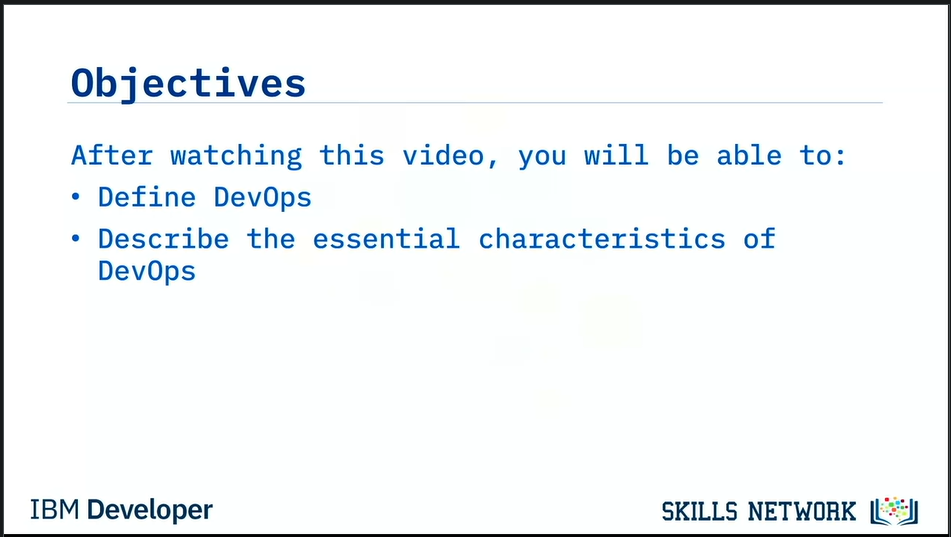 Objectives
After watching this video, you will be able to:
• Define DevOps
• Describe the essential characteristics of
DevOps
IBM Developer
SKILLS NETWORK